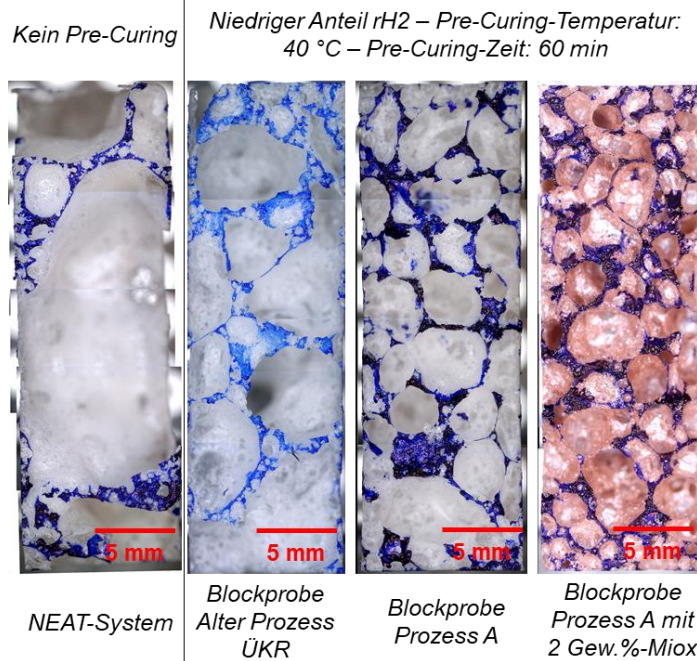 Kein Pre-Curing
Niedriger Anteil rH2 – Pre-Curing-Temperatur:
40 °C – Pre-Curing-Zeit: 60 min
5 mm
5 mm
5 mm
5 mm
NEAT-System
Blockprobe
Alter Prozess
ÜKR
Blockprobe
Prozess A
Blockprobe
Prozess A mit
2 Gew.%-Miox